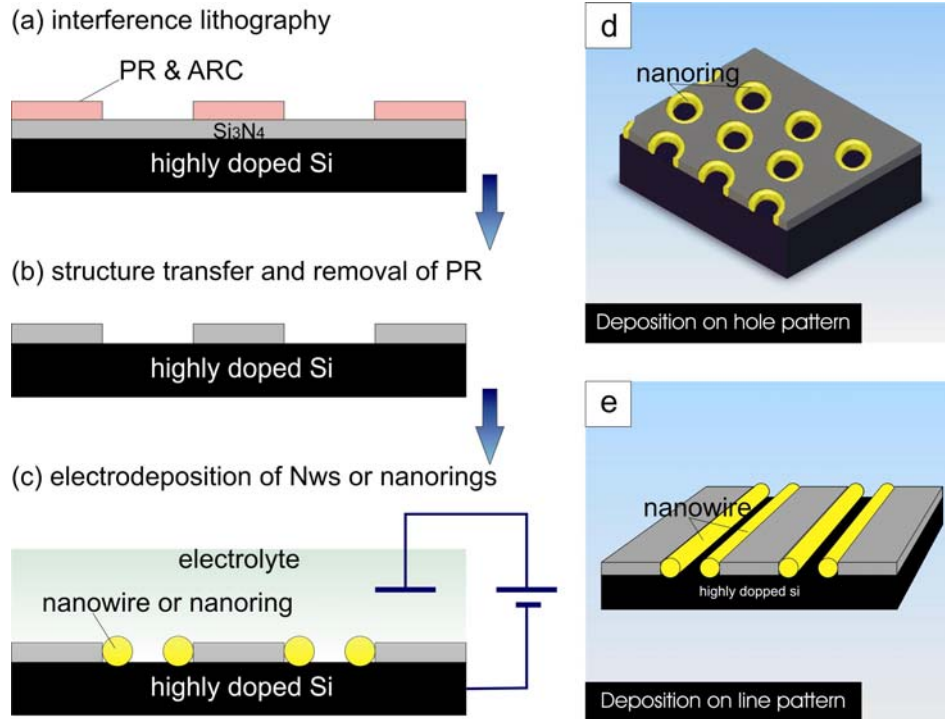 (a) interference lithography
PR & ARC
Si3N4
highly doped Si
(b) structure transfer and removal of PR
highly doped Si
(c) electrodeposition of Nws or nanorings
electrolyte
nanowire or nanoring
highly doped Si
d
nanoring
Deposition on hole pattern
e
nanowire
highly dopped si
Deposition on line pattern